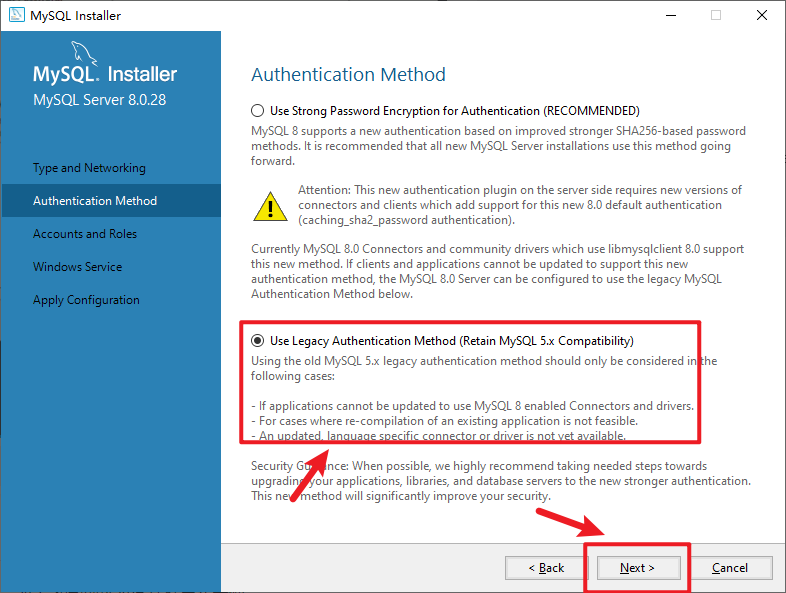 MySQL Installer
MySQL. Installer
MySQL Server 8.0.28
Type and Networking
Authentication Method
Accounts and Roles
Windows Service
Apply Configuration
Authentication Method
Use Strong Password Encryption for Authentication (RECOMMENDED)
MySQL 8 supports a new authentication based on improved stronger SHA256-based password
methods. It is recommended that all new MySQL Server installations use this method going
forward.
Attention: This new authentication plugin on the server side requires new versions of
connectors and clients which add support for this new 8.0 default authentication
(caching_sha2_password authentication).
Currently MySQL 8.0 Connectors and community drivers which use libmysqlclient 8.0 support
this new method. If clients and applications cannot be updated to support this new
authentication method, the MySQL 8.0 Server can be configured to use the legacy MySQL
Authentication Method below.
Use Legacy Authentication Method (Retain MySQL 5.x Compatibility)
Using the old MySQL 5.x legacy authentication method should only be considered in the
following cases:
- If applications cannot be updated to use MySQL 8 enabled Connectors and drivers.
- For cases where re-compilation of an existing application is not feasible.
- An updated, language specific connector or driver is not yet available.
Security Guidance: When possible, we highly recommend taking needed steps towards
upgrading your applications, libraries, and database servers to the new stronger authentication.
This new method will significantly improve your security.
< Back
Next >
Cancel